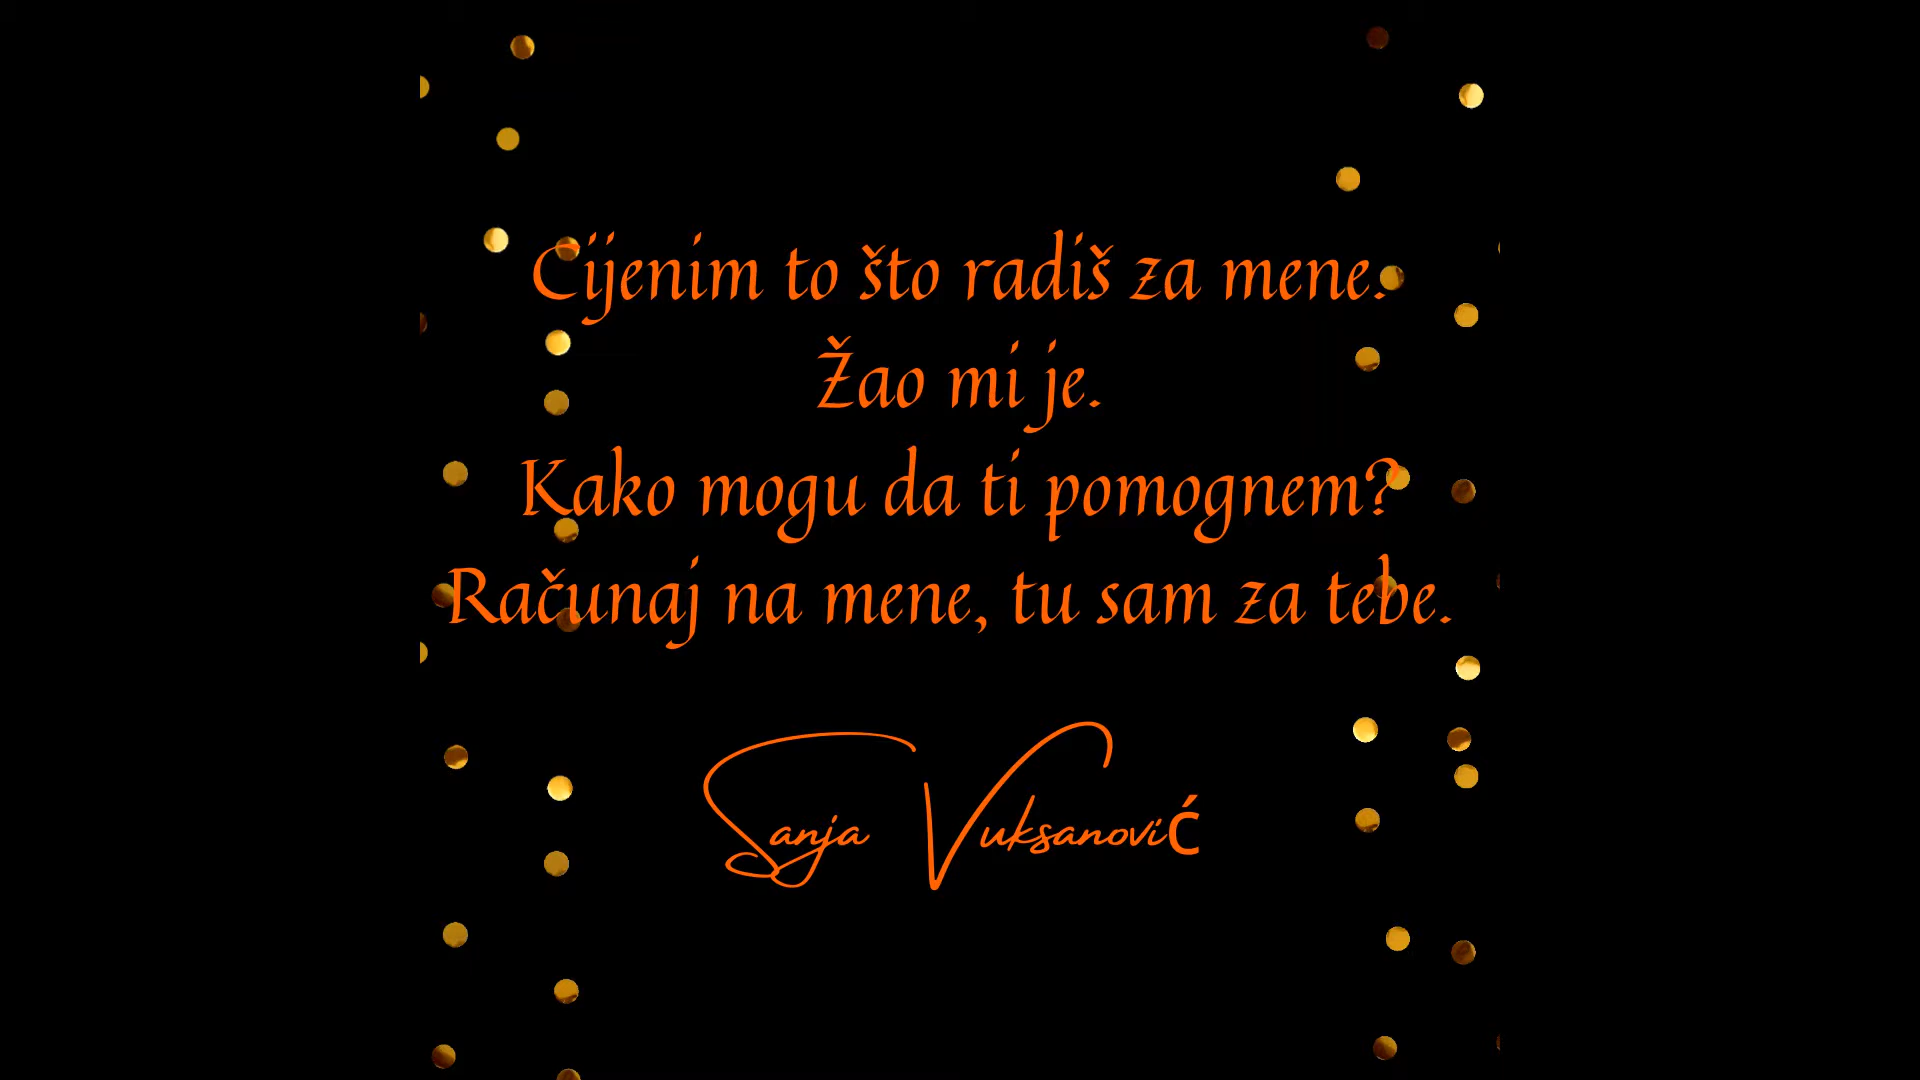 Cijenim to što radiš za mene.
Žao mi je.
Kako mogu da ti pomognem?
Računaj na mene, tu sam za tebe.
Sanja Vuksanović